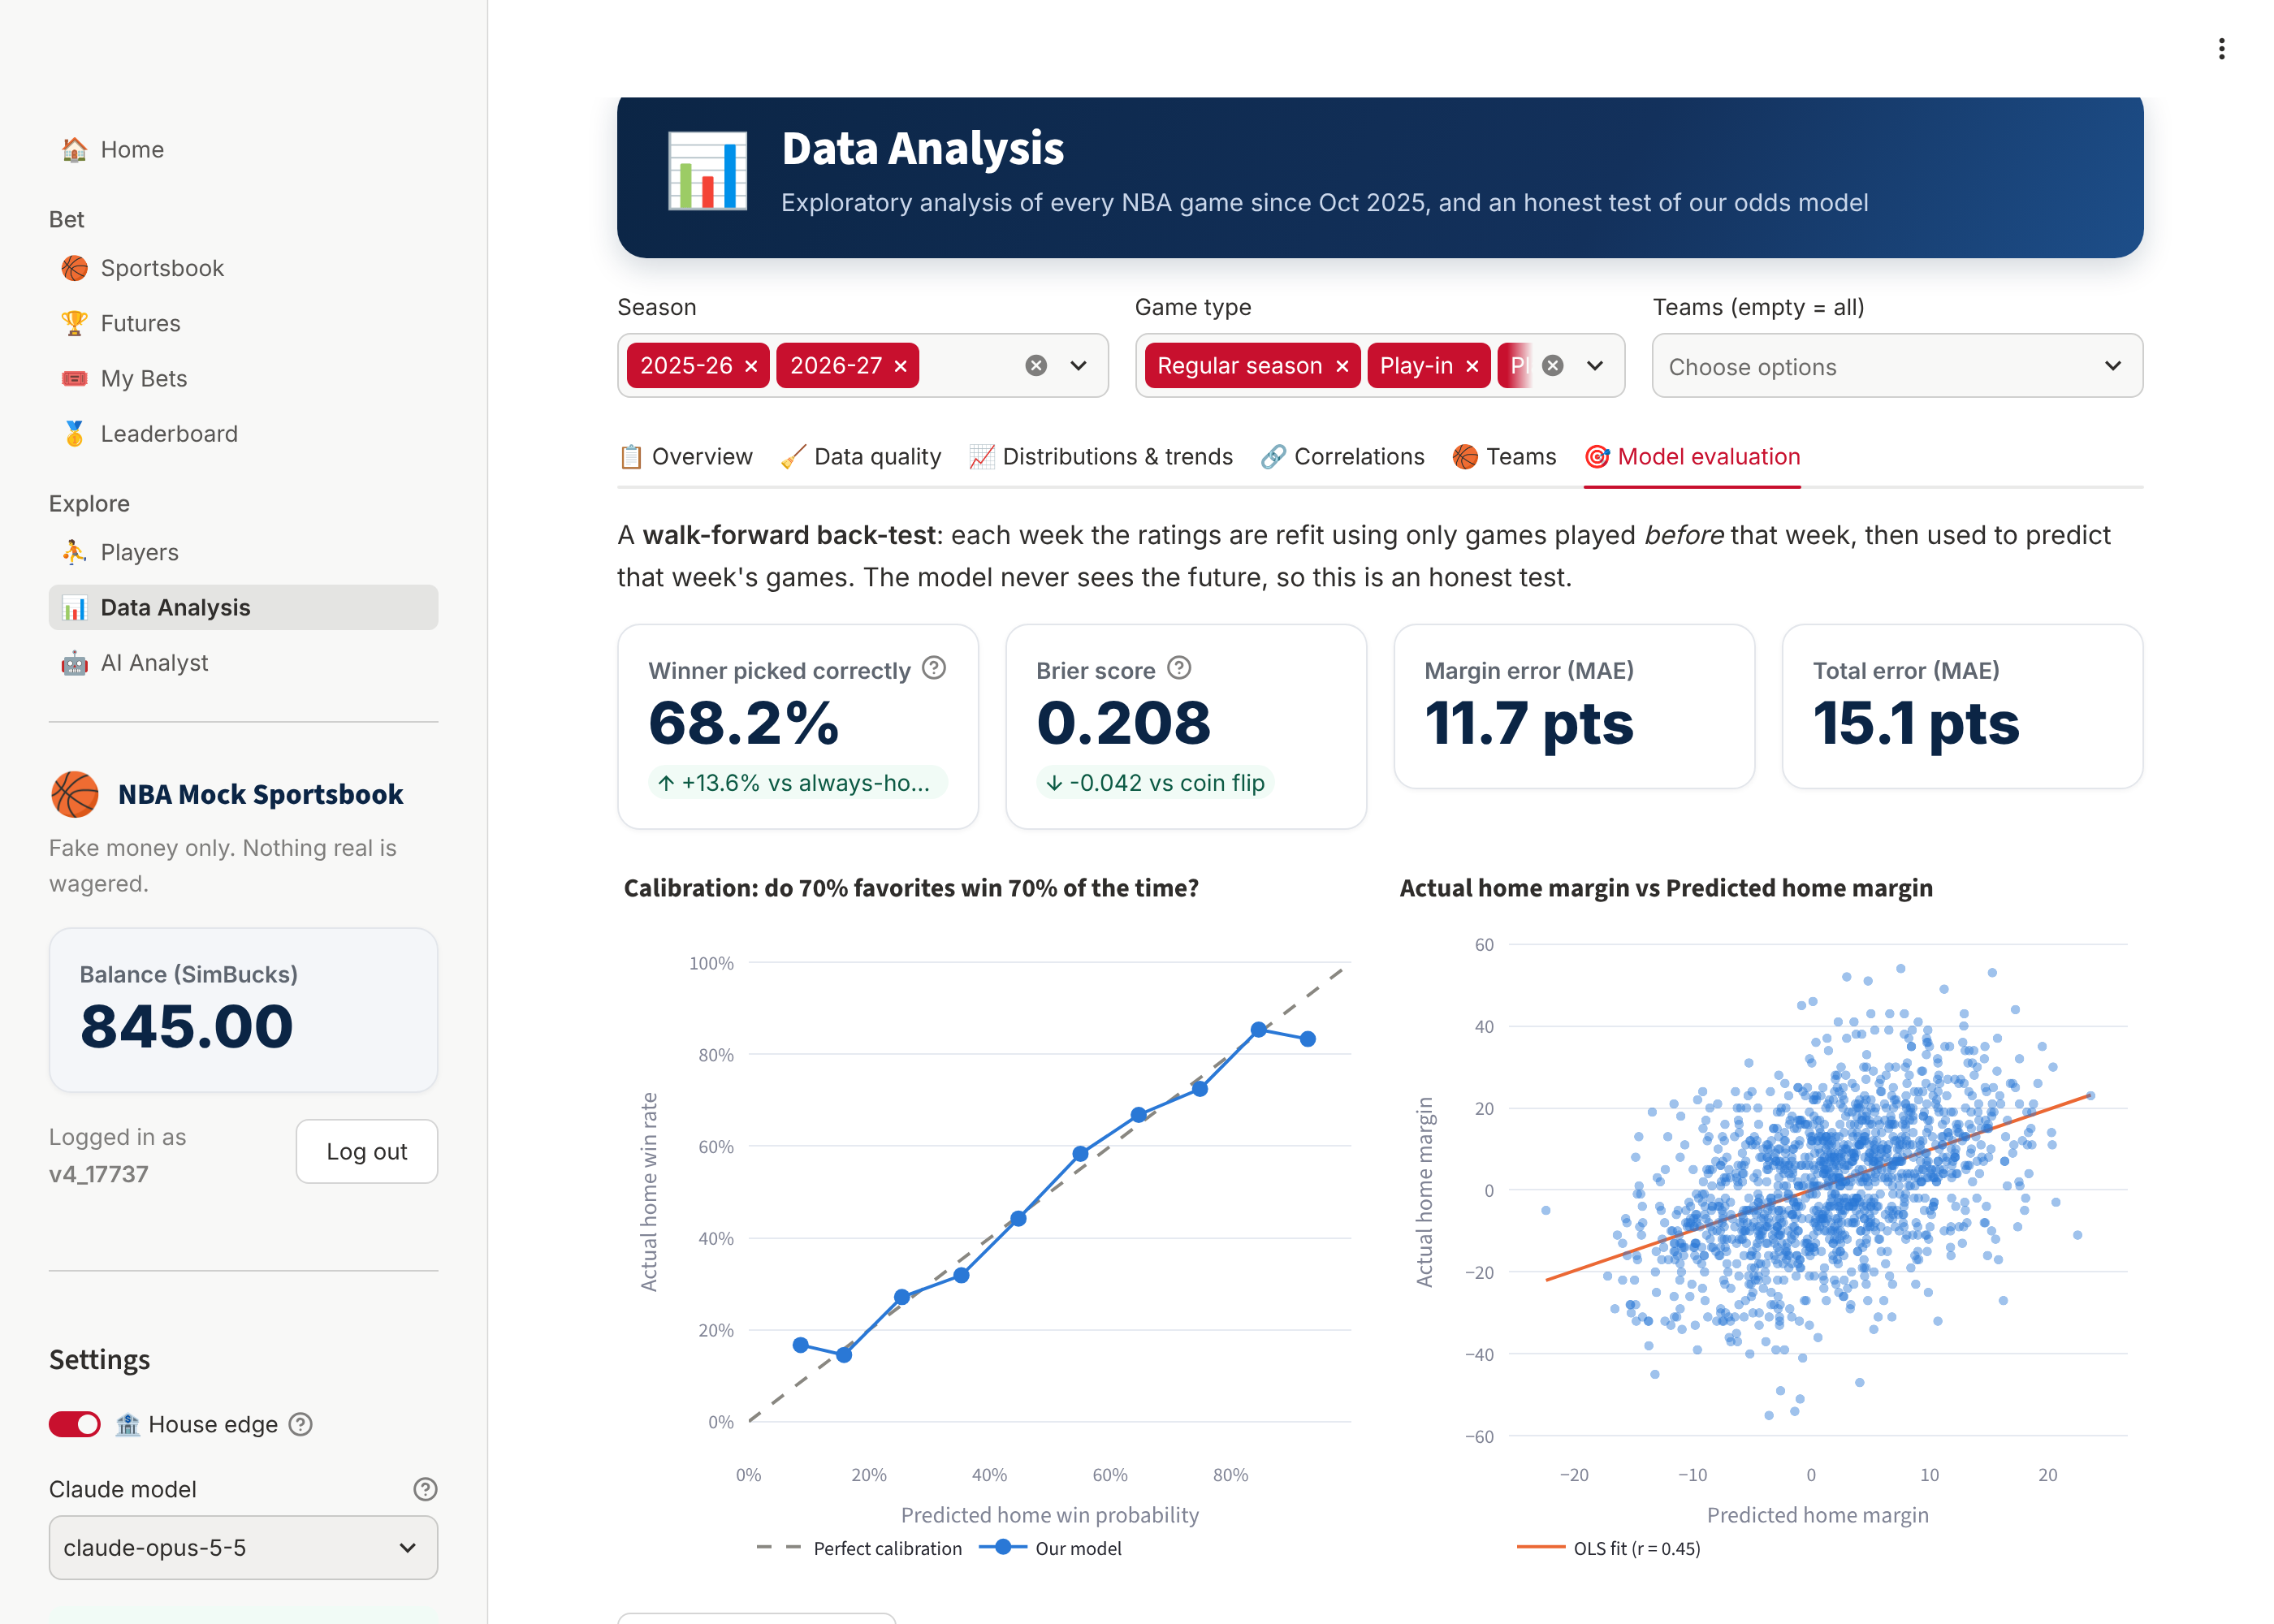 Home
Bet
Sportsbook
Futures
My Bets
Leaderboard
Explore
Players
Data Analysis
AI Analyst
NBA Mock Sportsbook
Fake money only. Nothing real is
wagered.
Balance (SimBucks)
845.00
Logged in as
v4_17737
Log out
Settings
House edge
Claude model
claude-opus-5-5
Data Analysis
Exploratory analysis of every NBA game since Oct 2025, and an honest test of our odds model
Season
2025-26
2026-27
Game type
Regular season
Play-in
Teams (empty = all)
Choose options
Overview
Data quality
Distributions & trends
Correlations
Teams
Model evaluation
A walk-forward back-test: each week the ratings are refit using only games played before that week, then used to predict
that week's games. The model never sees the future, so this is an honest test.
Winner picked correctly
68.2%
↑ +13.6% vs always-ho...
Brier score
0.208
↓ -0.042 vs coin flip
Margin error (MAE)
11.7 pts
Total error (MAE)
15.1 pts
Calibration: do 70% favorites win 70% of the time?
Actual home win rate
100%
80%
60%
40%
20%
0%
0% 20% 40% 60% 80%
Predicted home win probability
Perfect calibration
Our model
Actual home margin vs Predicted home margin
Actual home margin
60
40
20
0
−20
−40
−60
−20 −10 0 10 20
Predicted home margin
OLS fit (r = 0.45)